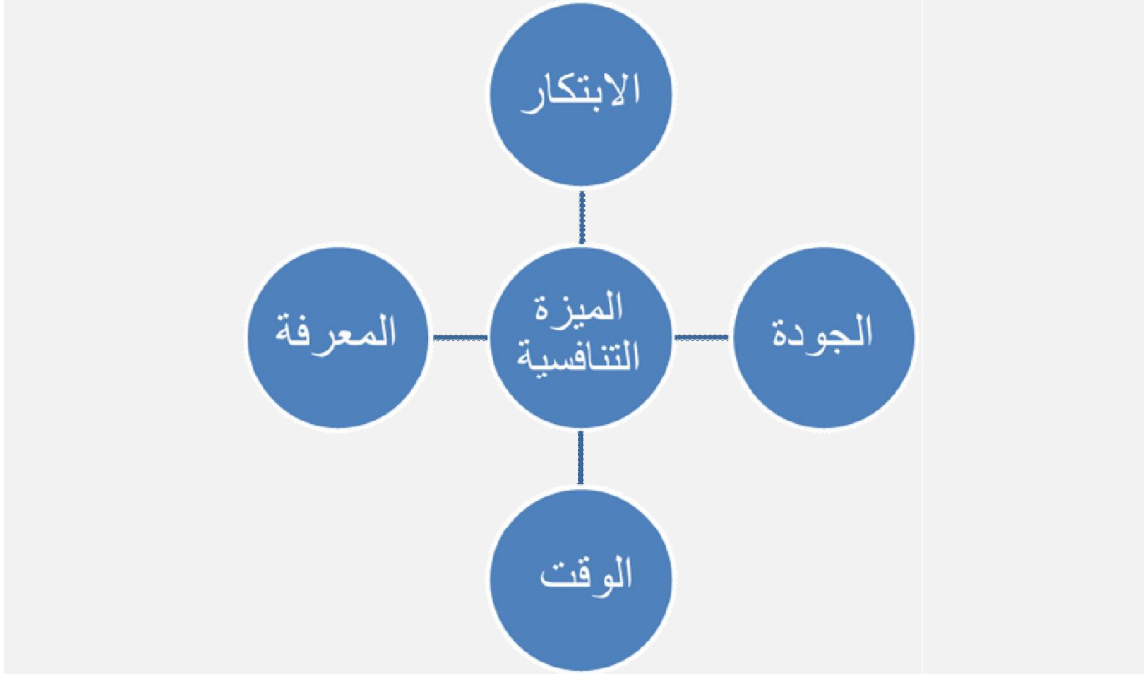 الابتكار
الجودة
الميزة
التنافسية
المعرفة
الوقت